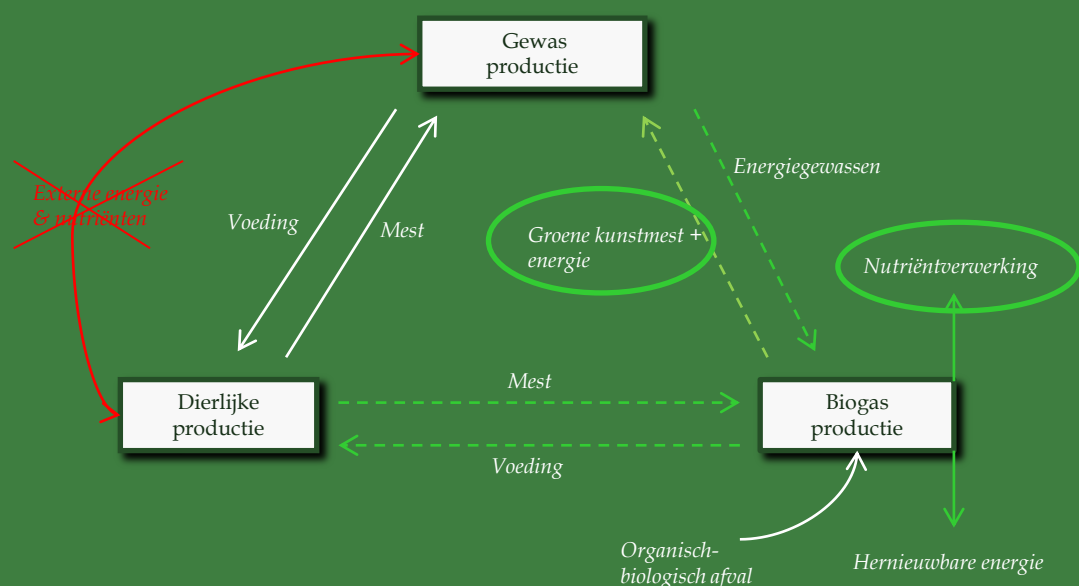 Gewas
productie
Energiegewassen
Externe energie
& nutriënten
Voeding
Mest
Groene kunstmest +
energie
Nutriëntverwerking
Dierlijke
productie
Mest
Biogas
productie
Voeding
Organisch-
biologisch afval
Hernieuwbare energie